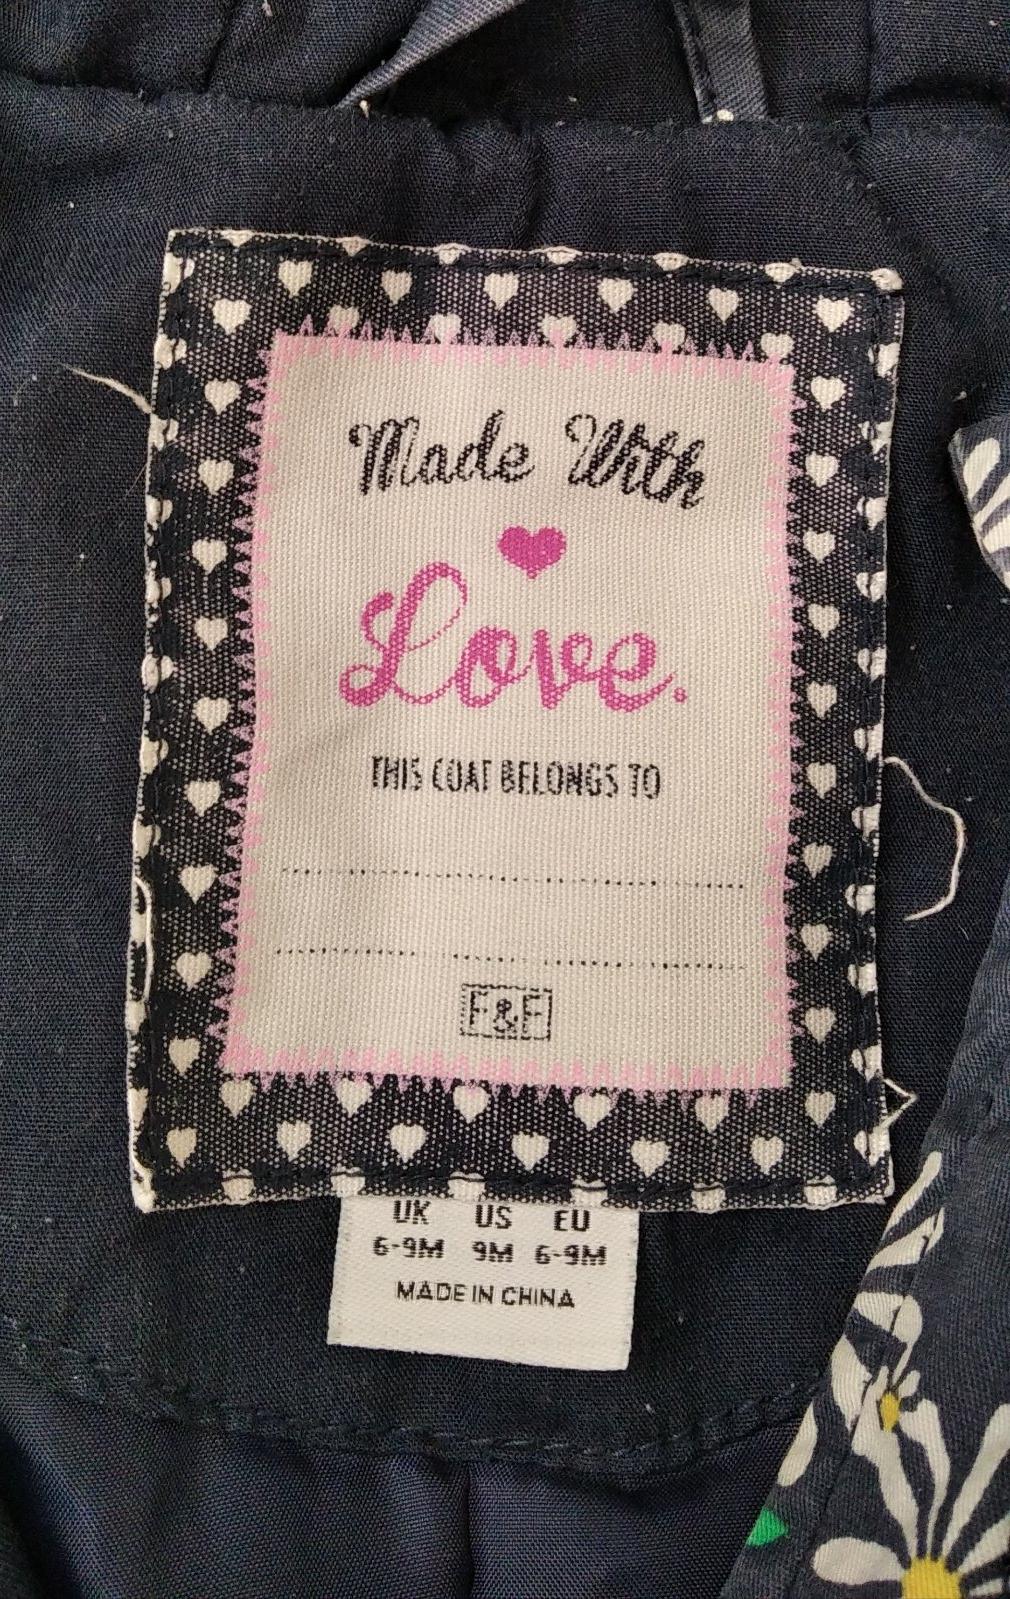 Made With
Love.
THIS COAT BELONGS TO
F&F
UK US EU
6-9M 9M 6-9M
MADE IN CHINA